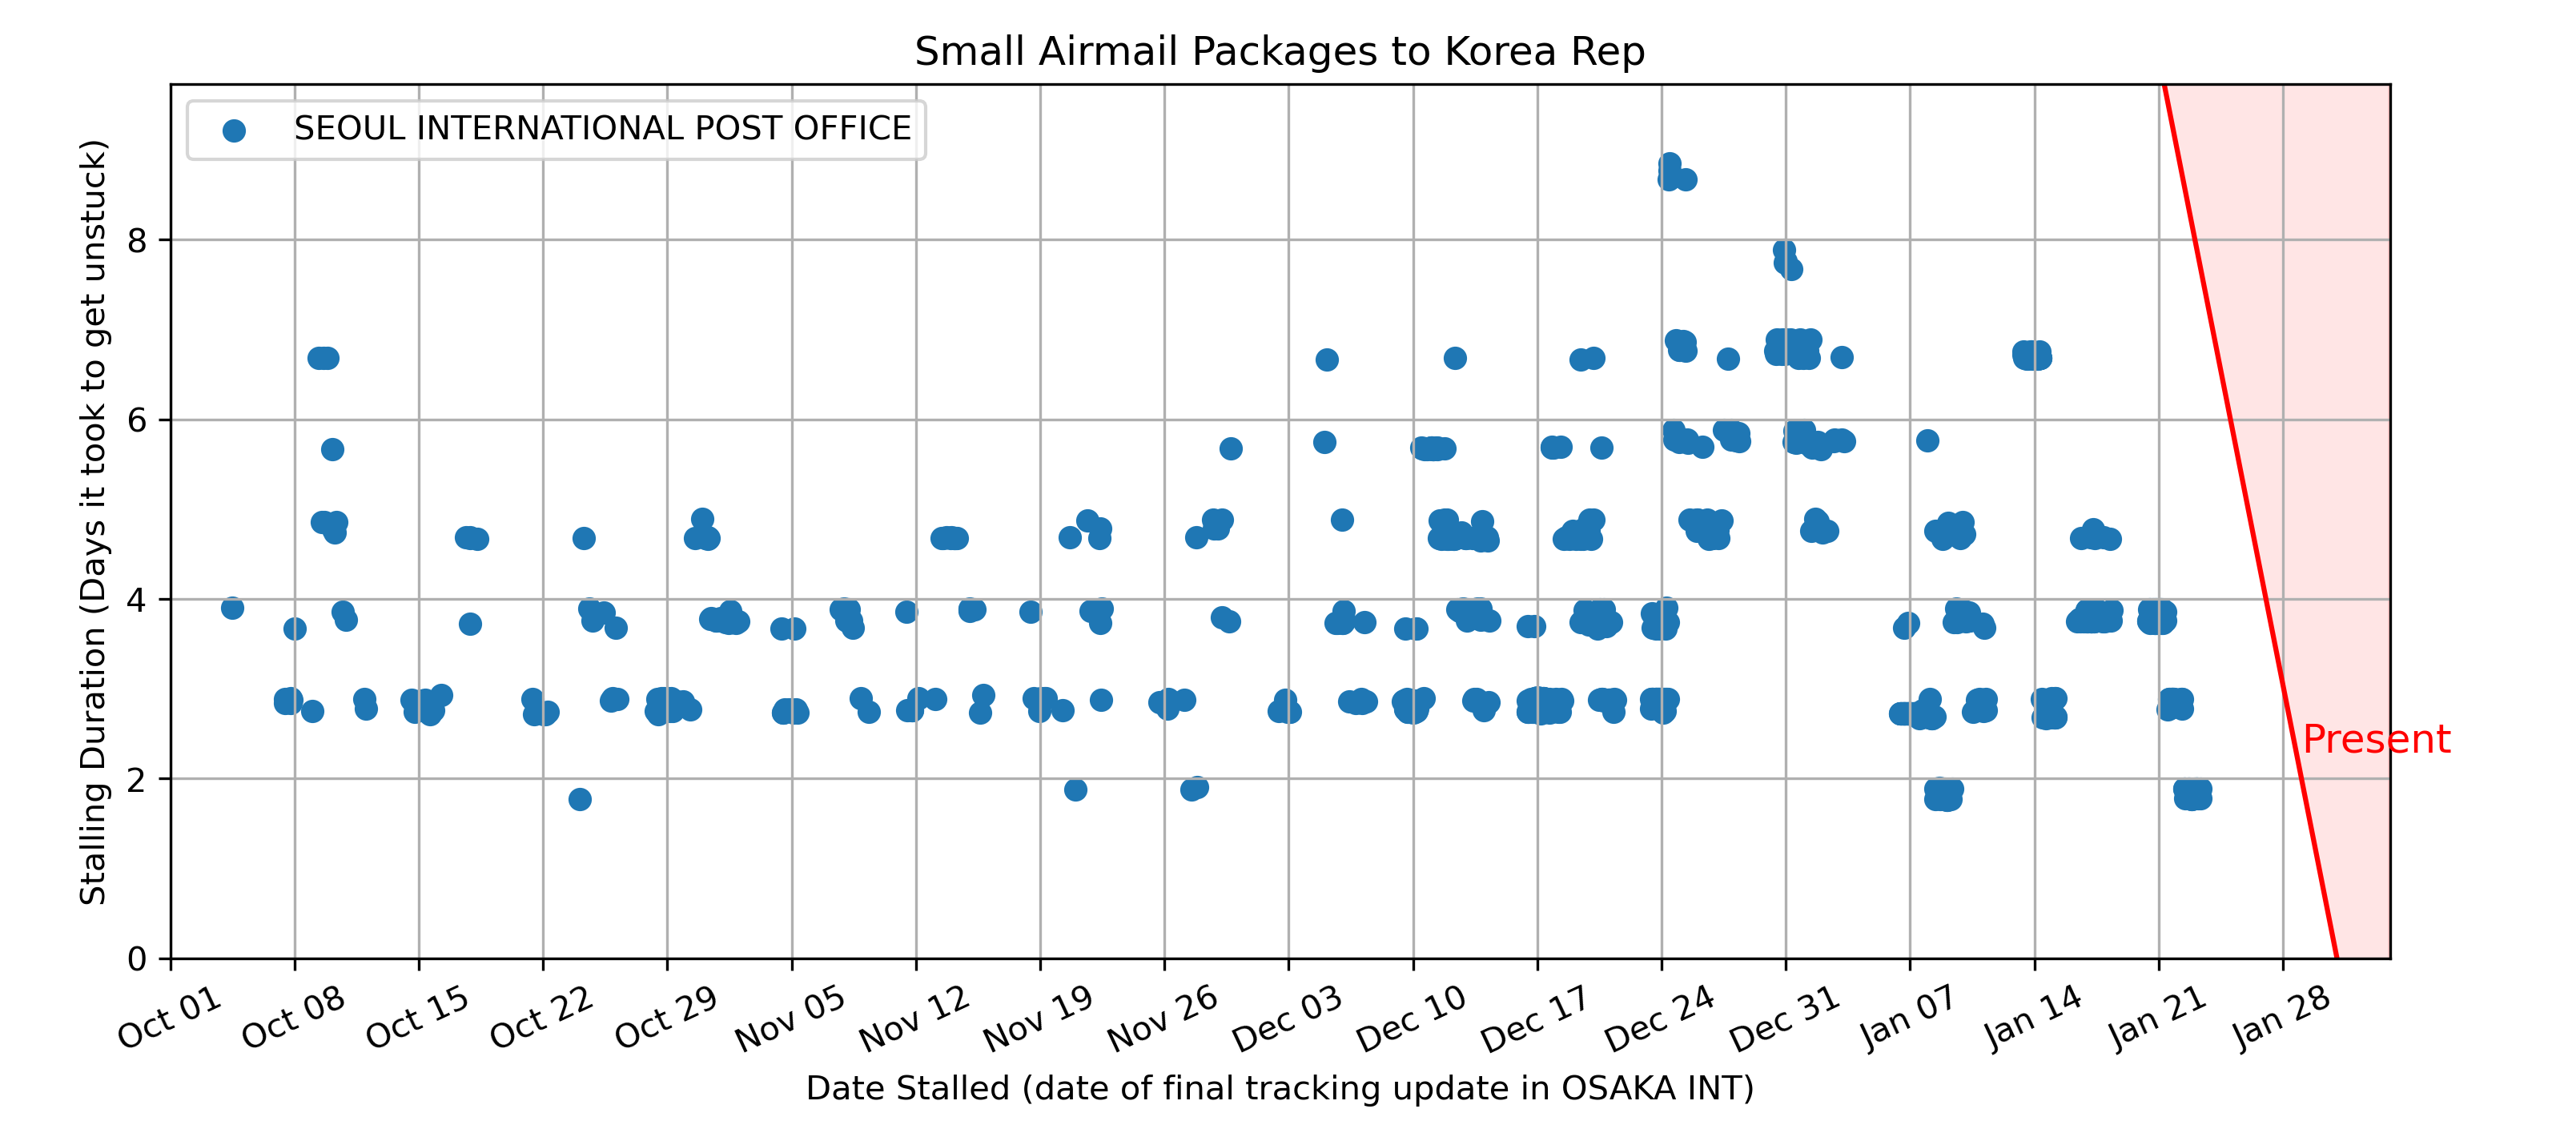 Small Airmail Packages to Korea Rep
SEOUL INTERNATIONAL POST OFFICE
Stalling Duration (Days it took to get unstuck)
8
6
4
2
0
Present
Oct 01
Oct 08
Oct 15
Oct 22
Oct 29
Nov 05
Nov 12
Nov 19
Nov 26
Dec 03
Dec 10
Dec 17
Dec 24
Dec 31
Jan 07
Jan 14
Jan 21
Jan 28
Date Stalled (date of final tracking update in OSAKA INT)